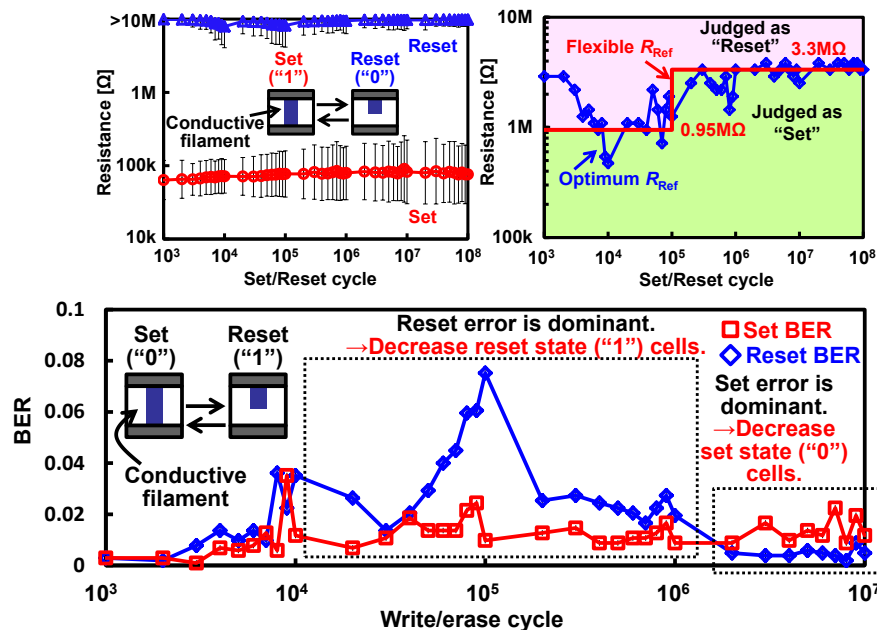 >10M
1M
100k
10k
Resistance [Ω]
Reset
Set
(“1”)
Reset
(“0”)
Conductive
filament
Set
10³
10⁴
10⁵
10⁶
10⁷
10⁸
Set/Reset cycle
10M
1M
100k
Resistance [Ω]
Judged as
“Reset”
Flexible R_Ref
3.3MΩ
0.95MΩ
Judged as
“Set”
Optimum R_Ref
10³
10⁴
10⁵
10⁶
10⁷
10⁸
Set/Reset cycle
0.1
0.08
0.06
0.04
0.02
0
BER
Set
(“0”)
Reset
(“1”)
Conductive
filament
Reset error is dominant.
→Decrease reset state (“1”) cells.
Set BER
Reset BER
Set error is
dominant.
→Decrease
set state (“0”)
cells.
10³
10⁴
10⁵
10⁶
10⁷
Write/erase cycle